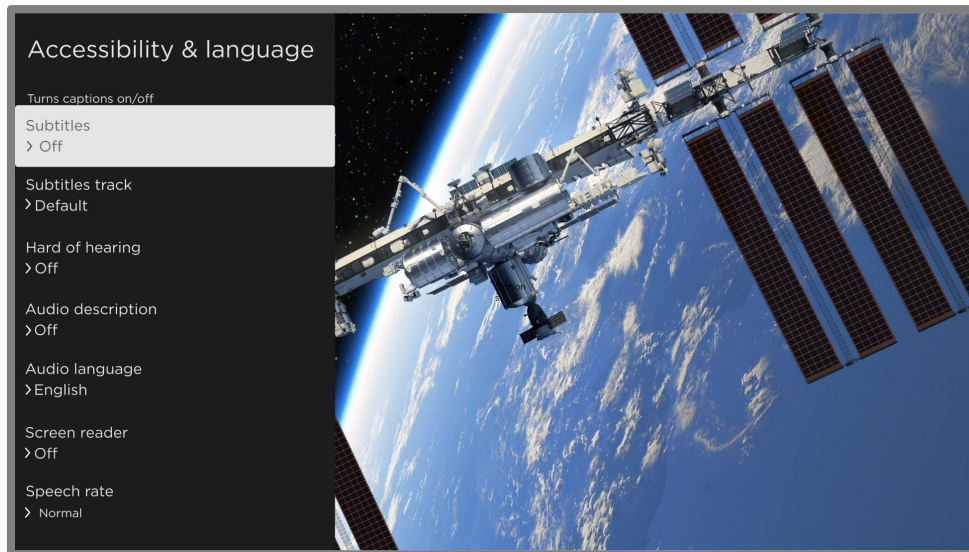 Accessibility & language
Turns captions on/off
Subtitles
> Off
Subtitles track
> Default
Hard of hearing
> Off
Audio description
> Off
Audio language
> English
Screen reader
> Off
Speech rate
> Normal